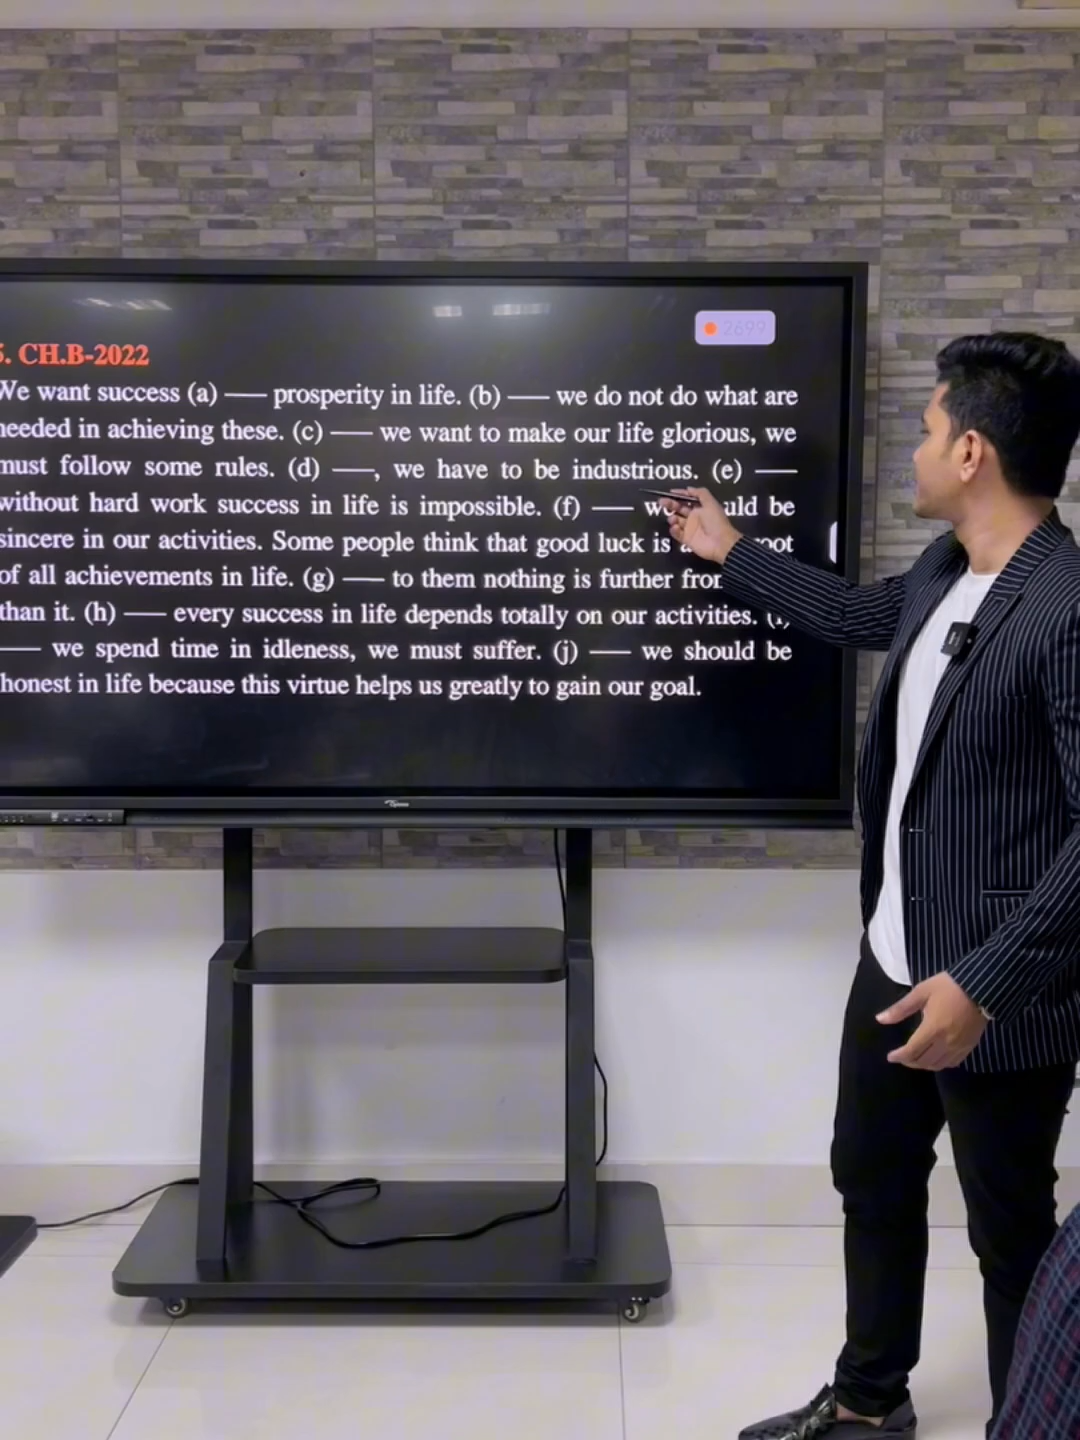 2699
5. CH.B-2022
We want success (a) —— prosperity in life. (b) —— we do not do what are
needed in achieving these. (c) —— we want to make our life glorious, we
must follow some rules. (d) ——, we have to be industrious. (e) ——
without hard work success in life is impossible. (f) —— be
sincere in our activities. Some people think that good luck is
of all achievements in life. (g) —— to them nothing is further
than it. (h) —— every success in life depends totally on our activities.
—— we spend time in idleness, we must suffer. (j) —— we should be
honest in life because this virtue helps us greatly to gain our goal.